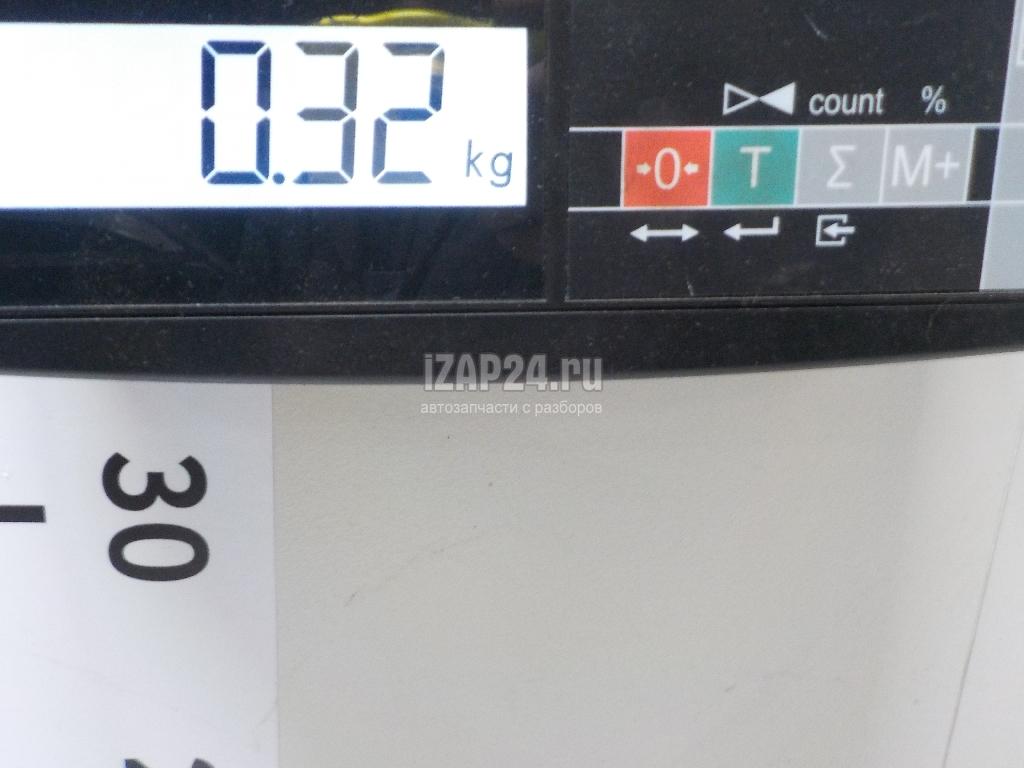 0.32 kg
count %
→0← T Σ M+
iZAP24.ru
автозапчасти с разборов
30